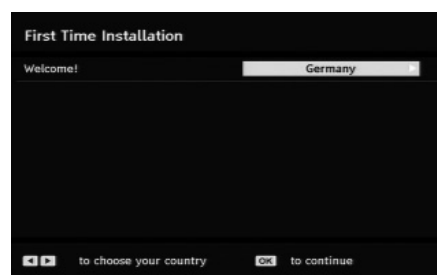 First Time Installation
Welcome! Germany
to choose your country OK to continue